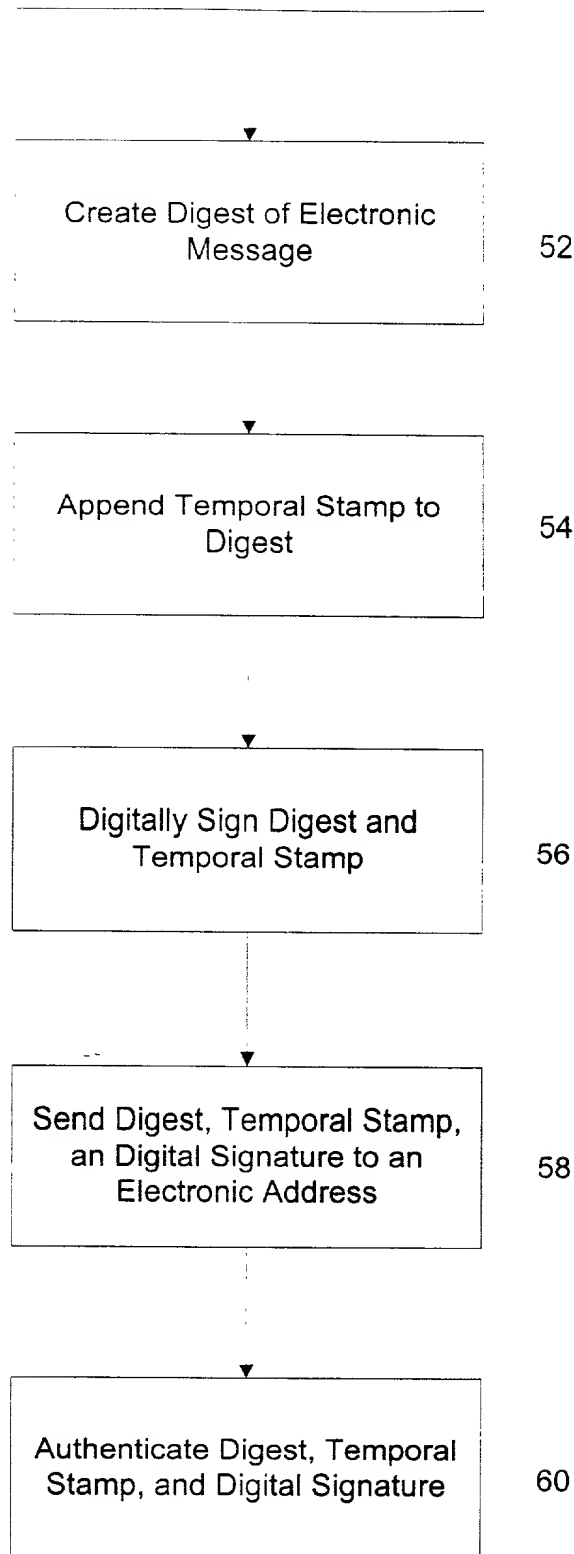 Create Digest of Electronic
Message
52
Append Temporal Stamp to
Digest
54
Digitally Sign Digest and
Temporal Stamp
56
Send Digest, Temporal Stamp,
an Digital Signature to an
Electronic Address
58
Authenticate Digest, Temporal
Stamp, and Digital Signature
60